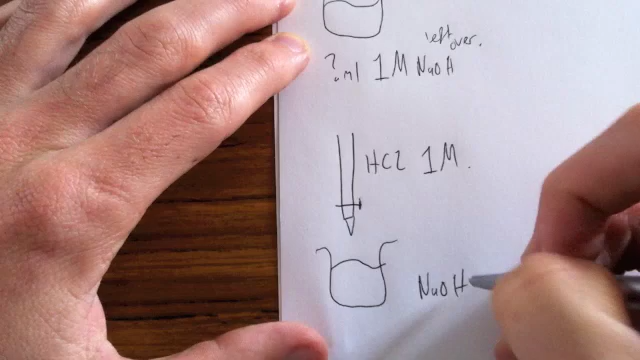 left
over.
?ml 1M NaOH
HCl 1M.
NaOH